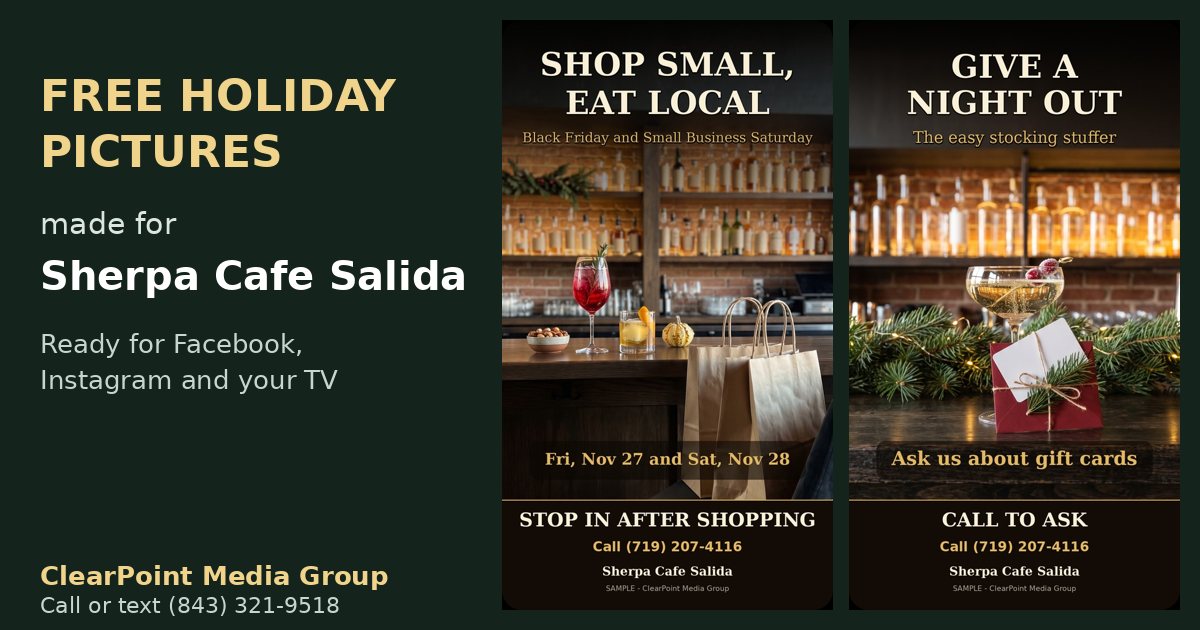 FREE HOLIDAY
PICTURES
made for
Sherpa Cafe Salida
Ready for Facebook,
Instagram and your TV
ClearPoint Media Group
Call or text (843) 321-9518
SHOP SMALL,
EAT LOCAL
Black Friday and Small Business Saturday
Fri, Nov 27 and Sat, Nov 28
STOP IN AFTER SHOPPING
Call (719) 207-4116
Sherpa Cafe Salida
SAMPLE - ClearPoint Media Group
GIVE A
NIGHT OUT
The easy stocking stuffer
Ask us about gift cards
CALL TO ASK
Call (719) 207-4116
Sherpa Cafe Salida
SAMPLE - ClearPoint Media Group